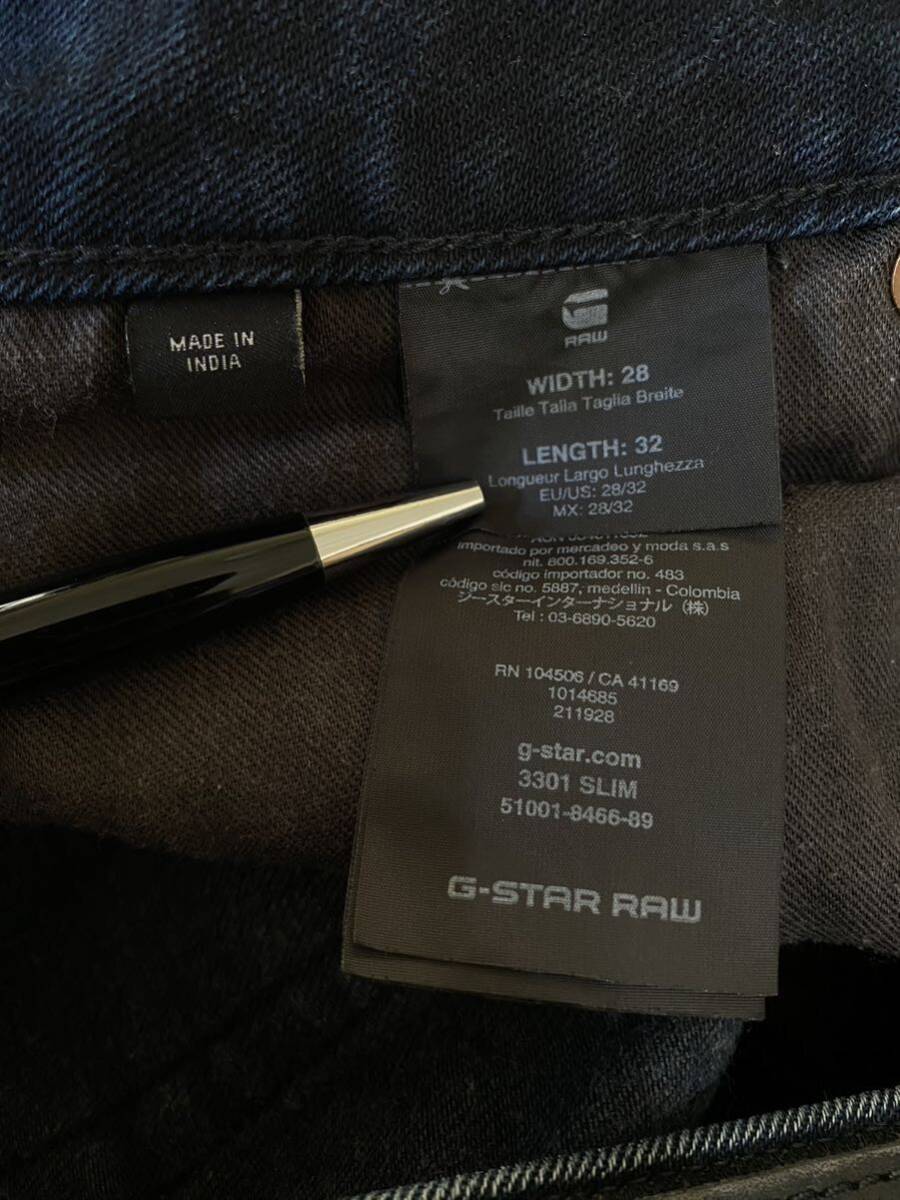 MADE IN
INDIA
RAW
WIDTH: 28
Taille Talla Taglia Breite
LENGTH: 32
Longueur Largo Lunghezza
EU/US: 28/32
MX: 28/32
importado por mercadeo y moda s.a.s
nit. 800.169.352-6
código importador no. 483
código sic no. 5887, medellin - Colombia
ジースターインターナショナル（株）
Tel : 03-6890-5620
RN 104506 / CA 41169
1014685
211928
g-star.com
3301 SLIM
51001-8466-89
G-STAR RAW